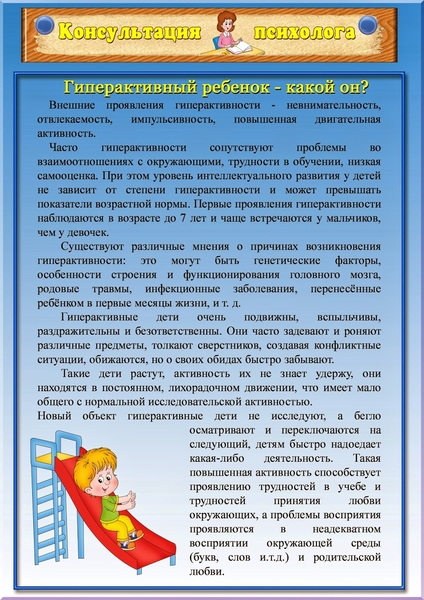 Консультация психолога
Гиперактивный ребенок - какой он?
Внешние проявления гиперактивности - невнимательность,
отвлекаемость, импульсивность, повышенная двигательная
активность.
Часто гиперактивности сопутствуют проблемы во
взаимоотношениях с окружающими, трудности в обучении, низкая
самооценка. При этом уровень интеллектуального развития у детей
не зависит от степени гиперактивности и может превышать
показатели возрастной нормы. Первые проявления гиперактивности
наблюдаются в возрасте до 7 лет и чаще встречаются у мальчиков,
чем у девочек.
Существуют различные мнения о причинах возникновения
гиперактивности: это могут быть генетические факторы,
особенности строения и функционирования головного мозга,
родовые травмы, инфекционные заболевания, перенесённые
ребёнком в первые месяцы жизни, и т. д.
Гиперактивные дети очень подвижны, вспыльчивы,
раздражительны и безответственны. Они часто задевают и роняют
различные предметы, толкают сверстников, создавая конфликтные
ситуации, обижаются, но о своих обидах быстро забывают.
Такие дети растут, активность их не знает удержу, они
находятся в постоянном, лихорадочном движении, что имеет мало
общего с нормальной исследовательской активностью.
Новый объект гиперактивные дети не исследуют, а бегло
осматривают и переключаются на
следующий, детям быстро надоедает
какая-либо деятельность. Такая
повышенная активность способствует
проявлению трудностей в учебе и
трудностей принятия любви
окружающих, а проблемы восприятия
проявляются в неадекватном
восприятии окружающей среды
(букв, слов и.т.д.) и родительской
любви.